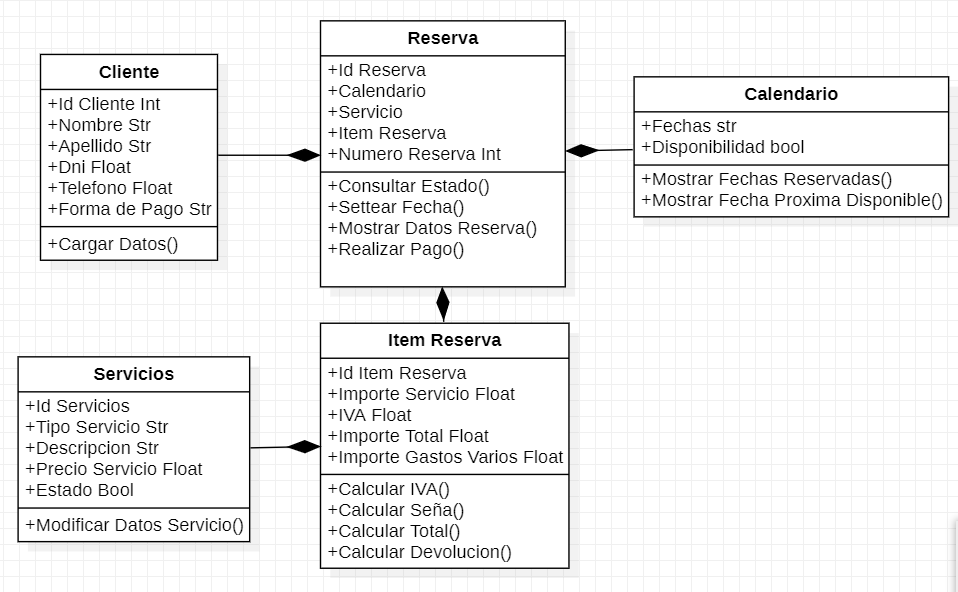 Cliente
+Id Cliente Int
+Nombre Str
+Apellido Str
+Dni Float
+Telefono Float
+Forma de Pago Str
+Cargar Datos()
Reserva
+Id Reserva
+Calendario
+Servicio
+Item Reserva
+Numero Reserva Int
+Consultar Estado()
+Settear Fecha()
+Mostrar Datos Reserva()
+Realizar Pago()
Calendario
+Fechas str
+Disponibilidad bool
+Mostrar Fechas Reservadas()
+Mostrar Fecha Proxima Disponible()
Servicios
+Id Servicios
+Tipo Servicio Str
+Descripcion Str
+Precio Servicio Float
+Estado Bool
+Modificar Datos Servicio()
Item Reserva
+Id Item Reserva
+Importe Servicio Float
+IVA Float
+Importe Total Float
+Importe Gastos Varios Float
+Calcular IVA()
+Calcular Seña()
+Calcular Total()
+Calcular Devolucion()